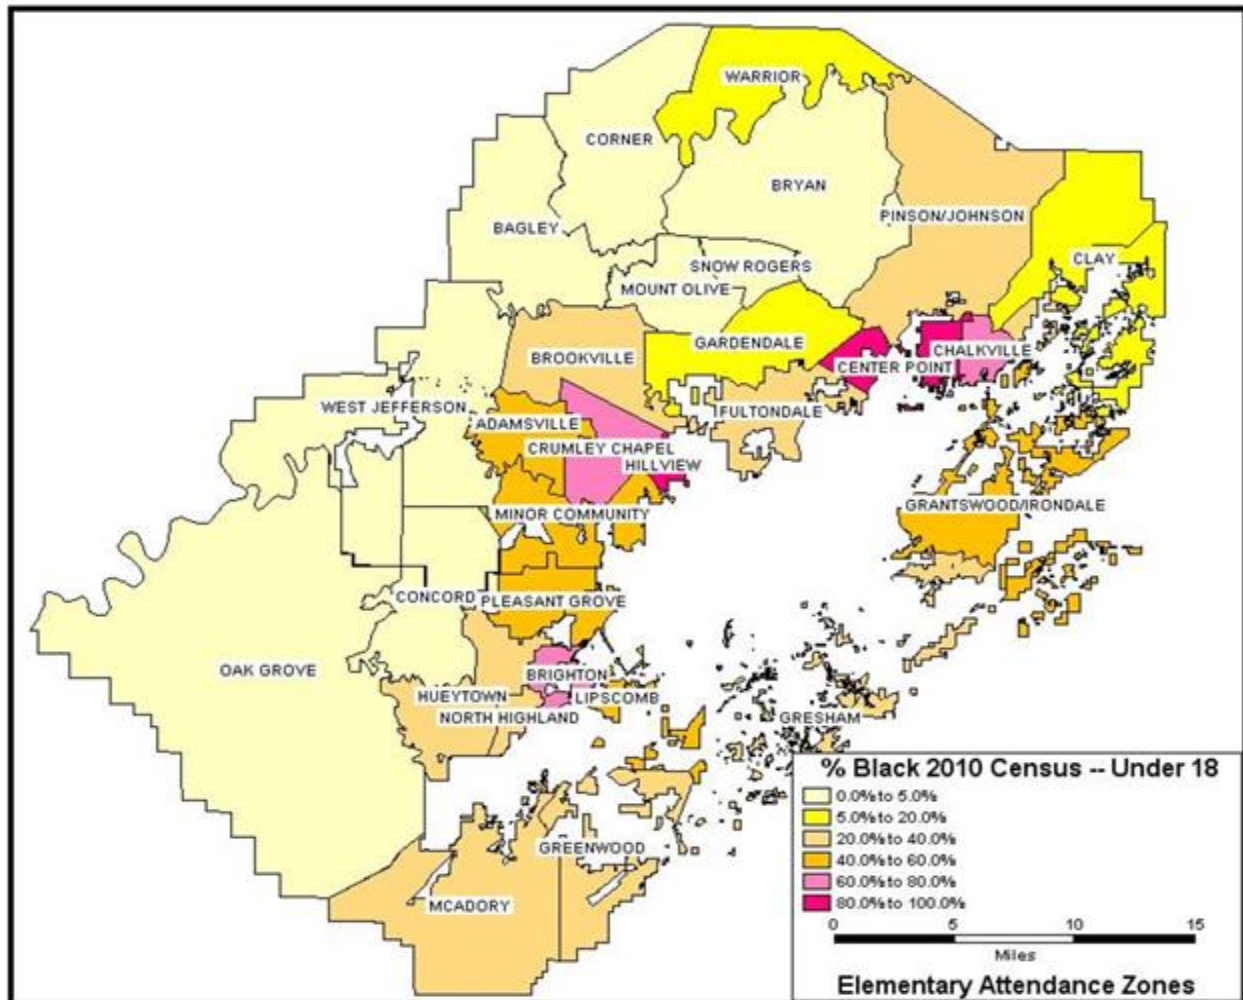 WARRIOR
CORNER
BRYAN
PINSON/JOHNSON
BAGLEY
CLAY
SNOW ROGERS
MOUNT OLIVE
GARDENDALE
BROOKVILLE
CHALKVILLE
CENTER POINT
WEST JEFFERSON
FULTONDALE
ADAMSVILLE
CRUMLEY CHAPEL
HILLVIEW
GRANTSWOOD/IRONDALE
MINOR COMMUNITY
CONCORD
PLEASANT GROVE
OAK GROVE
BRIGHTON
HUEYTOWN
LIPSCOMB
NORTH HIGHLAND
GRESHAM
GREENWOOD
MCADORY
% Black 2010 Census -- Under 18
0.0% to 5.0%
5.0% to 20.0%
20.0% to 40.0%
40.0% to 60.0%
60.0% to 80.0%
80.0% to 100.0%
0 5 10 15
Miles
Elementary Attendance Zones